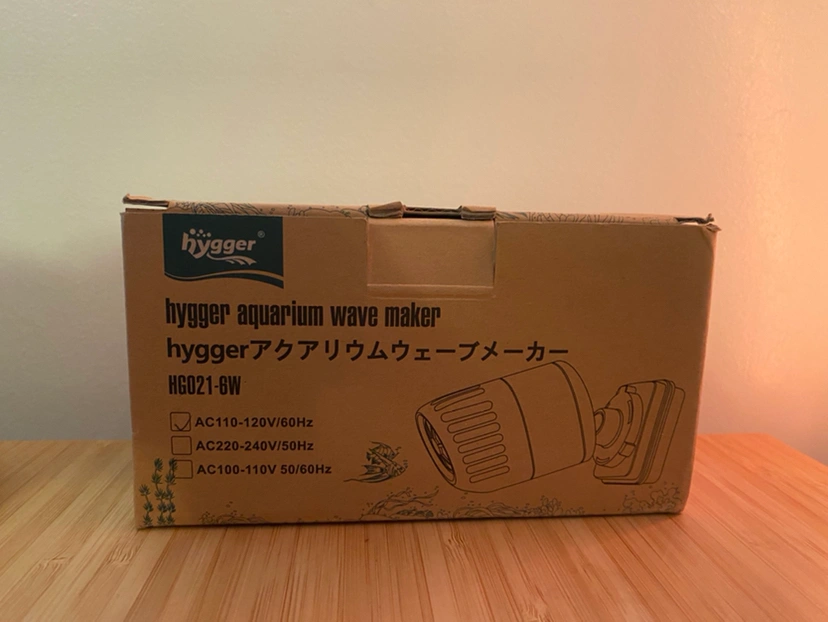 hygger®
hygger aquarium wave maker
hyggerアクアリウムウェーブメーカー
HG021-6W
AC110-120V/60Hz
AC220-240V/50Hz
AC100-110V 50/60Hz